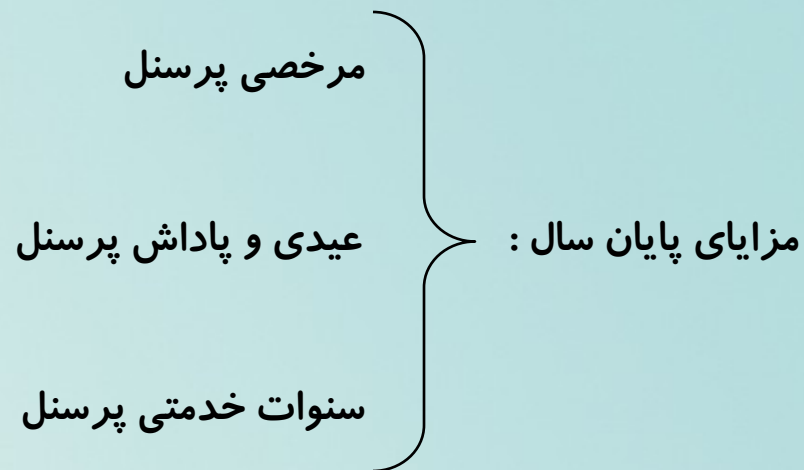 مزایای پایان سال :
مرخصی پرسنل
عیدی و پاداش پرسنل
سنوات خدمتی پرسنل